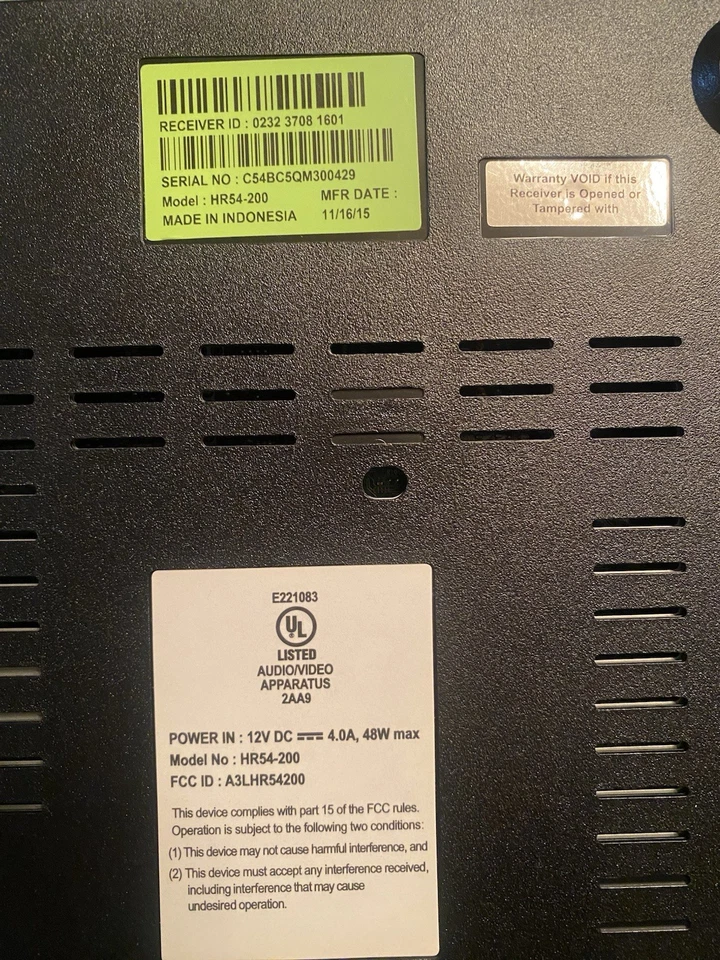 RECEIVER ID : 0232 3708 1601
SERIAL NO : C54BC5QM300429
Model : HR54-200 MFR DATE :
MADE IN INDONESIA 11/16/15
Warranty VOID if this
Receiver is Opened or
Tampered with
E221083
UL
LISTED
AUDIO/VIDEO
APPARATUS
2AA9
POWER IN : 12V DC ⎓ 4.0A, 48W max
Model No : HR54-200
FCC ID : A3LHR54200
This device complies with part 15 of the FCC rules.
Operation is subject to the following two conditions:
(1) This device may not cause harmful interference, and
(2) This device must accept any interference received,
including interference that may cause
undesired operation.